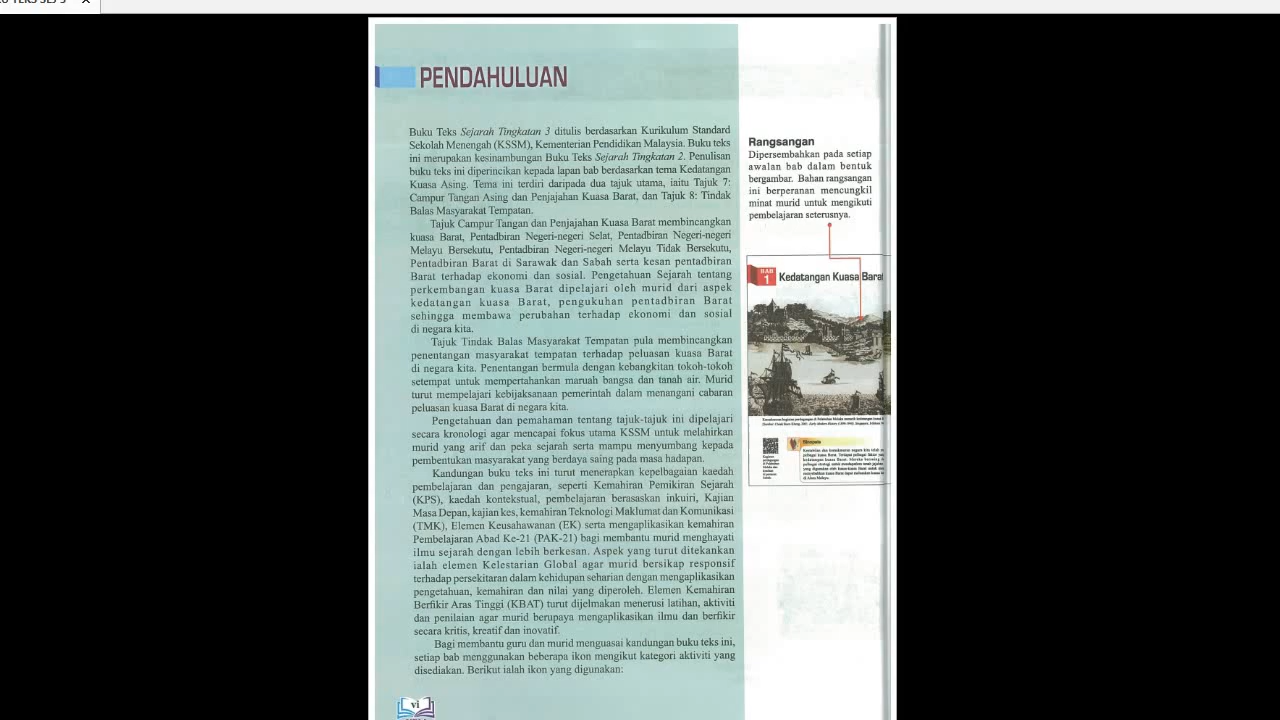 PENDAHULUAN
Buku Teks Sejarah Tingkatan 3 ditulis berdasarkan Kurikulum Standard
Sekolah Menengah (KSSM), Kementerian Pendidikan Malaysia. Buku teks
ini merupakan kesinambungan Buku Teks Sejarah Tingkatan 2. Penulisan
buku teks ini diperincikan kepada lapan bab berdasarkan tema Kedatangan
Kuasa Asing. Tema ini terdiri daripada dua tajuk utama, iaitu Tajuk 7:
Campur Tangan Asing dan Penjajahan Kuasa Barat, dan Tajuk 8: Tindak
Balas Masyarakat Tempatan.
Tajuk Campur Tangan dan Penjajahan Kuasa Barat membincangkan
kuasa Barat, Pentadbiran Negeri-negeri Selat, Pentadbiran Negeri-negeri
Melayu Bersekutu, Pentadbiran Negeri-negeri Melayu Tidak Bersekutu,
Pentadbiran Barat di Sarawak dan Sabah serta kesan pentadbiran
Barat terhadap ekonomi dan sosial. Pengetahuan Sejarah tentang
perkembangan kuasa Barat dipelajari oleh murid dari aspek
kedatangan kuasa Barat, pengukuhan pentadbiran Barat
sehingga membawa perubahan terhadap ekonomi dan sosial
di negara kita.
Tajuk Tindak Balas Masyarakat Tempatan pula membincangkan
penentangan masyarakat tempatan terhadap peluasan kuasa Barat
di negara kita. Penentangan bermula dengan kebangkitan tokoh-tokoh
setempat untuk mempertahankan maruah bangsa dan tanah air. Murid
turut mempelajari kebijaksanaan pemerintah dalam menangani cabaran
peluasan kuasa Barat di negara kita.
Pengetahuan dan pemahaman tentang tajuk-tajuk ini dipelajari
secara kronologi agar mencapai fokus utama KSSM untuk melahirkan
murid yang arif dan peka sejarah serta mampu menyumbang kepada
pembentukan masyarakat yang berdaya saing pada masa hadapan.
Kandungan buku teks ini turut menerapkan kepelbagaian kaedah
pembelajaran dan pengajaran, seperti Kemahiran Pemikiran Sejarah
(KPS), kaedah kontekstual, pembelajaran berasaskan inkuiri, Kajian
Masa Depan, kajian kes, kemahiran Teknologi Maklumat dan Komunikasi
(TMK), Elemen Keusahawanan (EK) serta mengaplikasikan kemahiran
Pembelajaran Abad Ke-21 (PAK-21) bagi membantu murid menghayati
ilmu sejarah dengan lebih berkesan. Aspek yang turut ditekankan
ialah elemen Kelestarian Global agar murid bersikap responsif
terhadap persekitaran dalam kehidupan seharian dengan mengaplikasikan
pengetahuan, kemahiran dan nilai yang diperoleh. Elemen Kemahiran
Berfikir Aras Tinggi (KBAT) turut dijelmakan menerusi latihan, aktiviti
dan penilaian agar murid berupaya mengaplikasikan ilmu dan berfikir
secara kritis, kreatif dan inovatif.
Bagi membantu guru dan murid menguasai kandungan buku teks ini,
setiap bab menggunakan beberapa ikon mengikut kategori aktiviti yang
disediakan. Berikut ialah ikon yang digunakan:
vi
Rangsangan
Dipersembahkan pada setiap
awalan bab dalam bentuk
bergambar. Bahan rangsangan
ini berperanan mencungkil
minat murid untuk mengikuti
pembelajaran seterusnya.
BAB
1
Kedatangan Kuasa Barat
Sinopsis